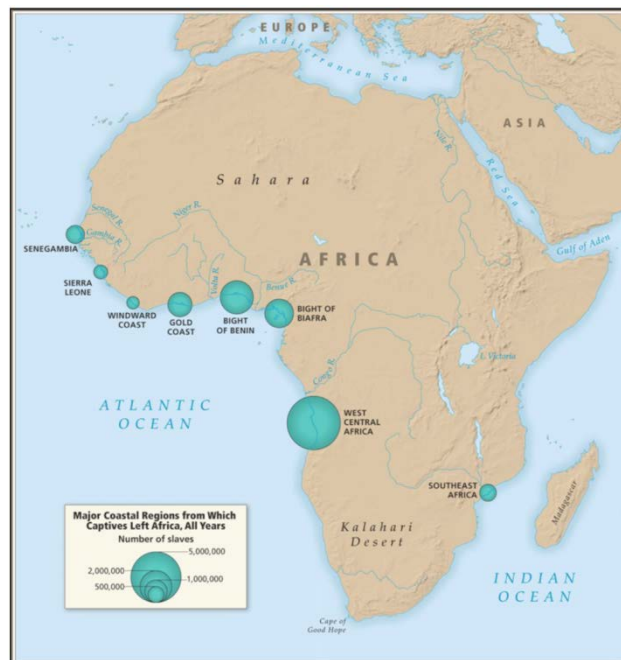 EUROPE
Mediterranean Sea
ASIA
Nile R.
Red Sea
Sahara
Senegal R.
Niger R.
Gambia R.
SENEGAMBIA
Gulf of Aden
AFRICA
Volta R.
Benue R.
SIERRA
LEONE
WINDWARD
COAST
GOLD
COAST
BIGHT
OF BENIN
BIGHT OF
BIAFRA
Congo R.
L. Victoria
ATLANTIC
OCEAN
WEST
CENTRAL
AFRICA
SOUTHEAST
AFRICA
Madagascar
Kalahari
Desert
INDIAN
OCEAN
Cape of
Good Hope
Major Coastal Regions from Which
Captives Left Africa, All Years
Number of slaves
5,000,000
2,000,000
1,000,000
500,000